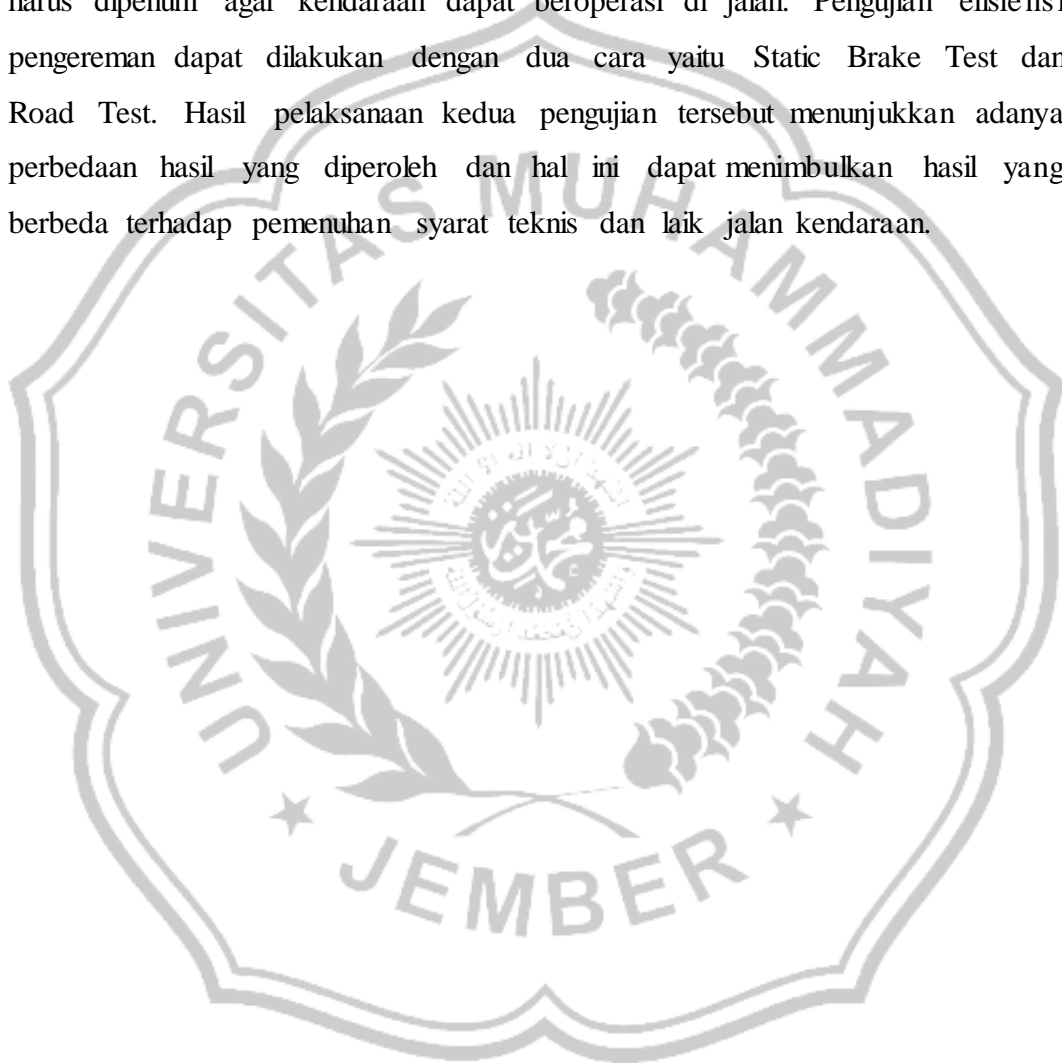 harus dipenuhi agar kendaraan dapat beroperasi di jalan. Pengujian efisiensi
pengereman dapat dilakukan dengan dua cara yaitu Static Brake Test dan
Road Test. Hasil pelaksanaan kedua pengujian tersebut menunjukkan adanya
perbedaan hasil yang diperoleh dan hal ini dapat menimbulkan hasil yang
berbeda terhadap pemenuhan syarat teknis dan laik jalan kendaraan.
UNIVERSITAS MUHAMMADIYAH
JEMBER